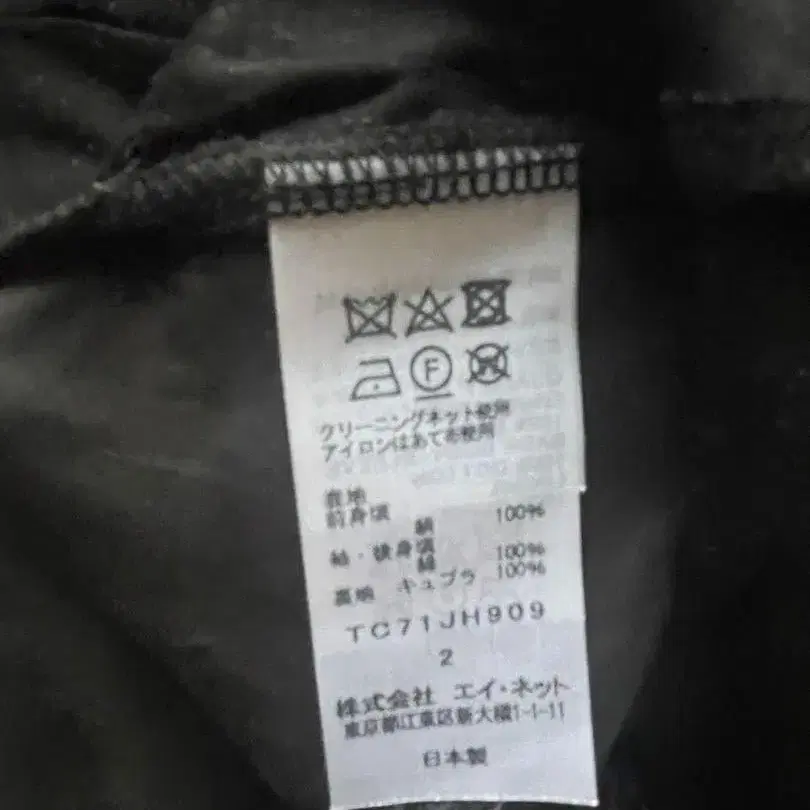 F
W
クリーニングネット使用
アイロンはあて布使用
表地
前身頃
絹 100%
袖・後身頃
綿 100%
裏地 キュプラ 100%
TC71JH909
2
株式会社 エイ・ネット
東京都江東区新大橋1-1-11
日本製